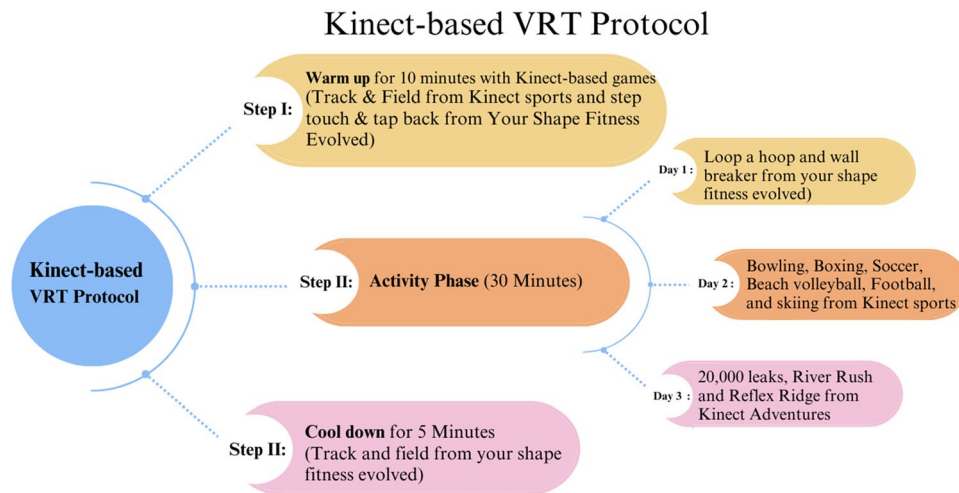 Kinect-based VRT Protocol
Step I:
Warm up for 10 minutes with Kinect-based games
(Track & Field from Kinect sports and step
touch & tap back from Your Shape Fitness
Evolved)
Kinect-based
VRT Protocol
Step II:
Activity Phase (30 Minutes)
Day 1 :
Loop a hoop and wall
breaker from your shape
fitness evolved)
Day 2 :
Bowling, Boxing, Soccer,
Beach volleyball, Football,
and skiing from Kinect sports
Day 3 :
20,000 leaks, River Rush
and Reflex Ridge from
Kinect Adventures
Step II:
Cool down for 5 Minutes
(Track and field from your shape
fitness evolved)